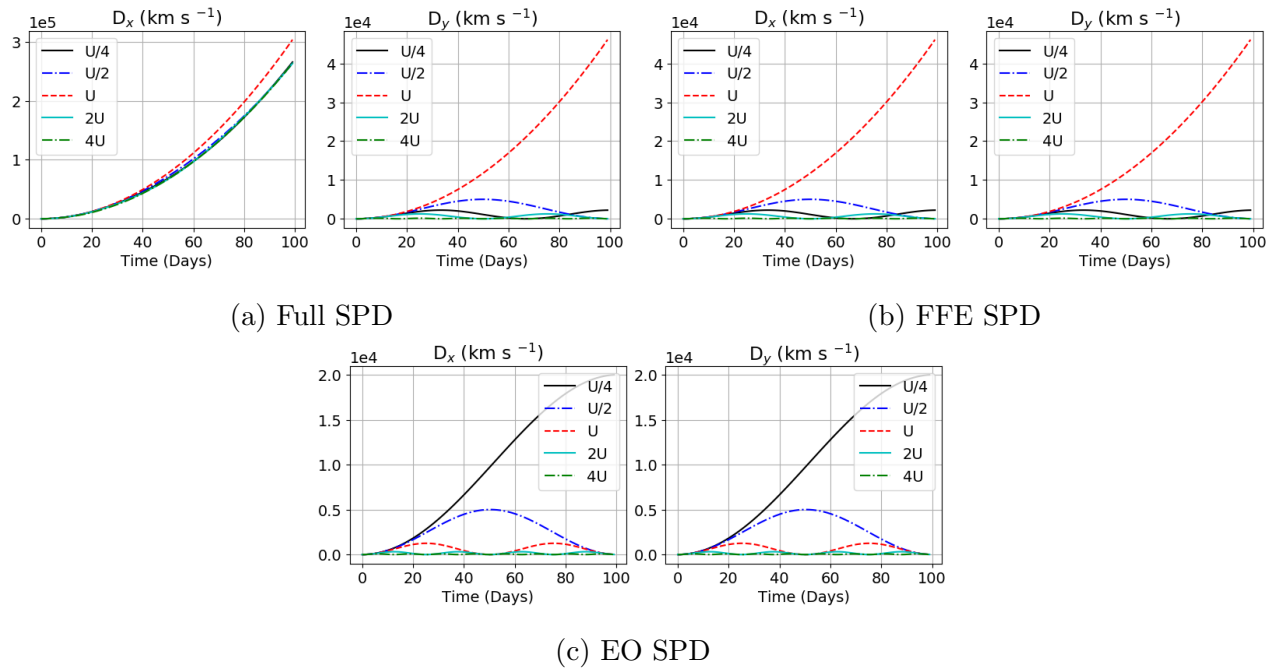 D_x (km s ⁻¹)
1e5
3
2
1
0
U/4
U/2
U
2U
4U
0 20 40 60 80 100
Time (Days)
D_y (km s ⁻¹)
1e4
4
3
2
1
0
U/4
U/2
U
2U
4U
0 20 40 60 80 100
Time (Days)
(a) Full SPD
D_x (km s ⁻¹)
1e4
4
3
2
1
0
U/4
U/2
U
2U
4U
0 20 40 60 80 100
Time (Days)
D_y (km s ⁻¹)
1e4
4
3
2
1
0
U/4
U/2
U
2U
4U
0 20 40 60 80 100
Time (Days)
(b) FFE SPD
D_x (km s ⁻¹)
1e4
2.0
1.5
1.0
0.5
0.0
U/4
U/2
U
2U
4U
0 20 40 60 80 100
Time (Days)
D_y (km s ⁻¹)
1e4
2.0
1.5
1.0
0.5
0.0
U/4
U/2
U
2U
4U
0 20 40 60 80 100
Time (Days)
(c) EO SPD